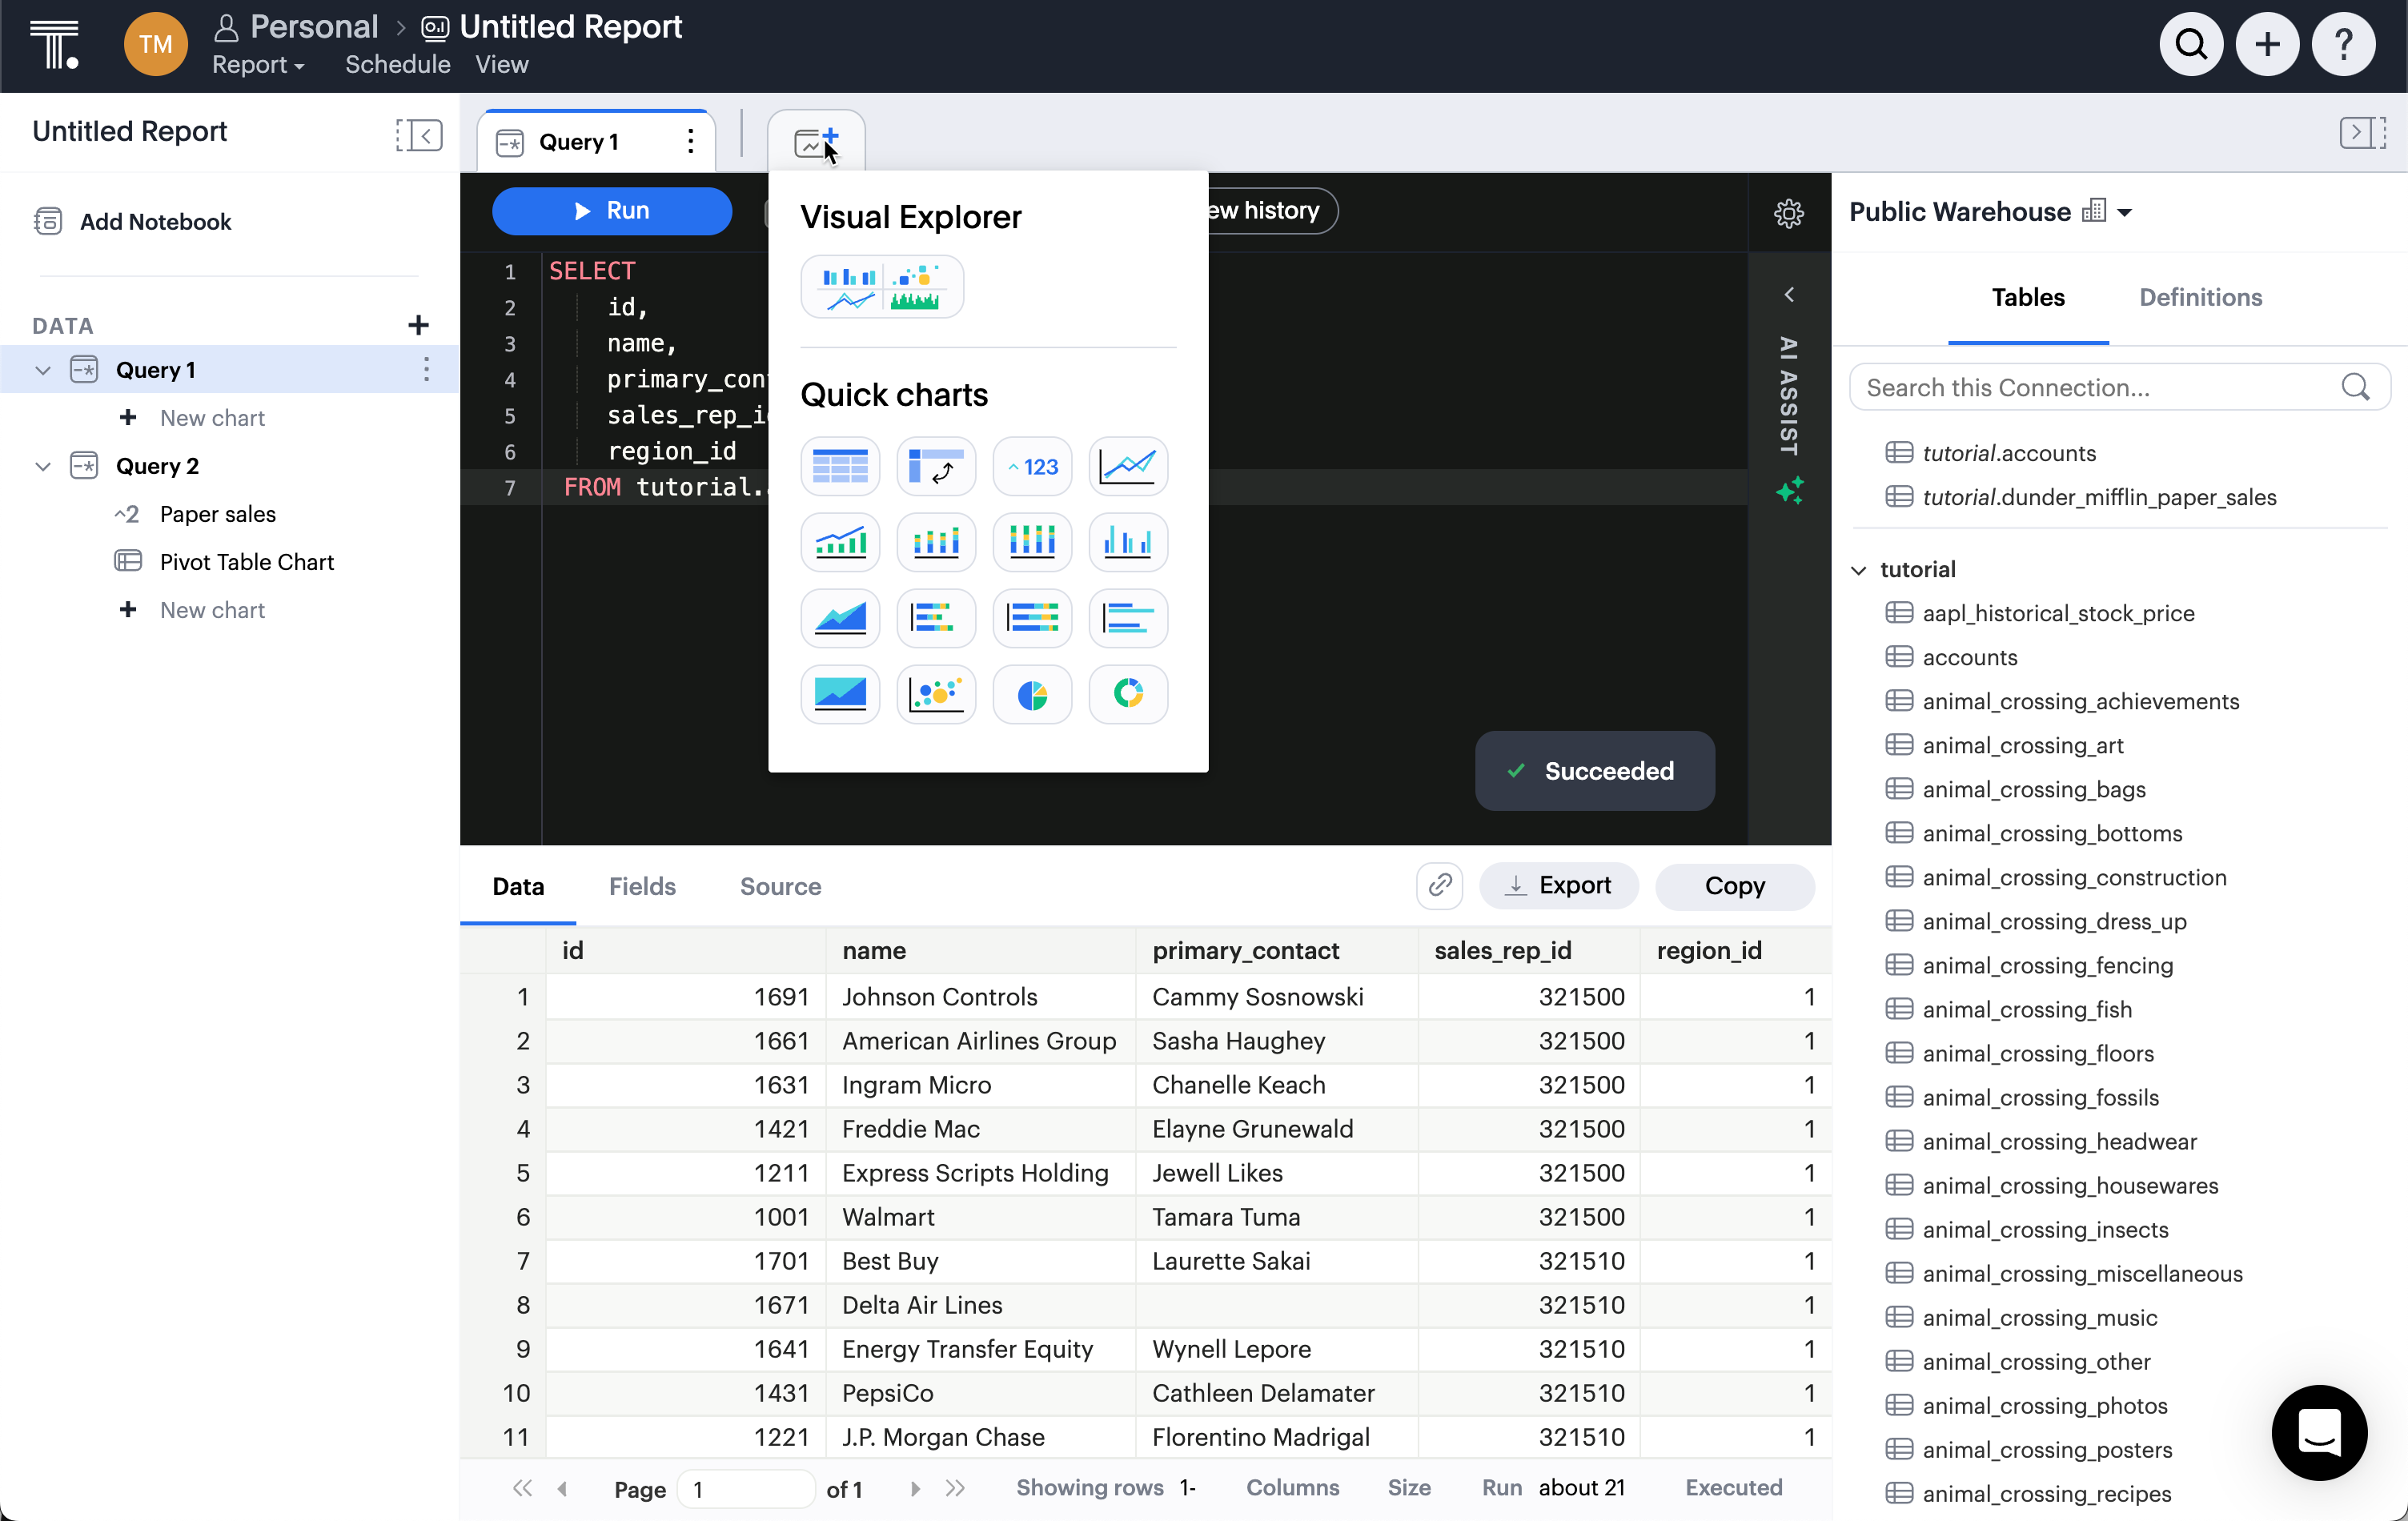 T.
TM
Personal
Untitled Report
Report
Schedule
View
?
Untitled Report
Add Notebook
DATA
Query 1
New chart
Query 2
^2
Paper sales
Pivot Table Chart
New chart
Query 1
Run
history
1 SELECT
2 id,
3 name,
4
5
6 region_id
7 FROM tutorial.
Visual Explorer
Quick charts
^123
AI ASSIST
Succeeded
Data
Fields
Source
Export
Copy
id name primary_contact sales_rep_id region_id
1 1691 Johnson Controls Cammy Sosnowski 321500 1
2 1661 American Airlines Group Sasha Haughey 321500 1
3 1631 Ingram Micro Chanelle Keach 321500 1
4 1421 Freddie Mac Elayne Grunewald 321500 1
5 1211 Express Scripts Holding Jewell Likes 321500 1
6 1001 Walmart Tamara Tuma 321500 1
7 1701 Best Buy Laurette Sakai 321510 1
8 1671 Delta Air Lines 321510 1
9 1641 Energy Transfer Equity Wynell Lepore 321510 1
10 1431 PepsiCo Cathleen Delamater 321510 1
11 1221 J.P. Morgan Chase Florentino Madrigal 321510 1
Page 1 of 1
Showing rows 1-
Columns
Size
Run about 21
Executed
Public Warehouse
Tables
Definitions
Search this Connection...
tutorial.accounts
tutorial.dunder_mifflin_paper_sales
tutorial
aapl_historical_stock_price
accounts
animal_crossing_achievements
animal_crossing_art
animal_crossing_bags
animal_crossing_bottoms
animal_crossing_construction
animal_crossing_dress_up
animal_crossing_fencing
animal_crossing_fish
animal_crossing_floors
animal_crossing_fossils
animal_crossing_headwear
animal_crossing_housewares
animal_crossing_insects
animal_crossing_miscellaneous
animal_crossing_music
animal_crossing_other
animal_crossing_photos
animal_crossing_posters
animal_crossing_recipes